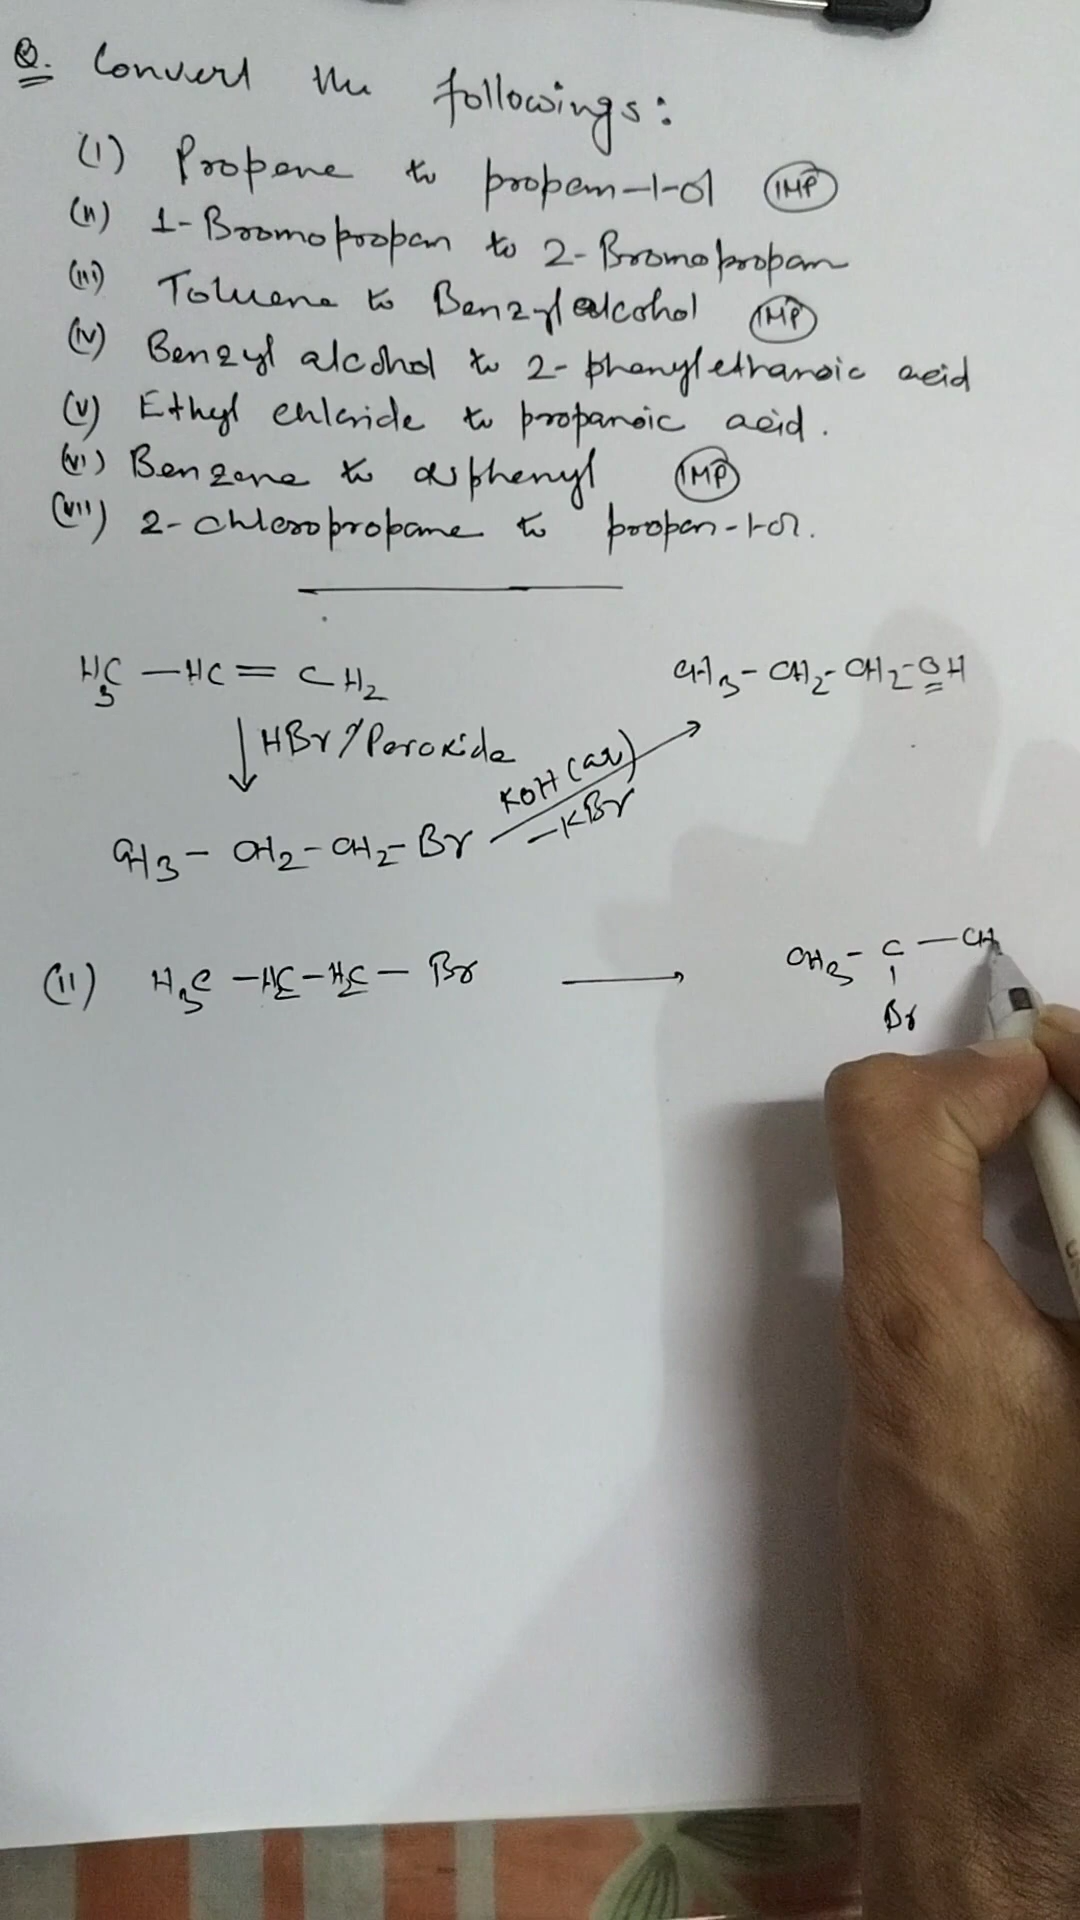 Q. Convert the followings:
(i) Propene to propan-1-ol (IMP)
(ii) 1-Bromopropan to 2-Bromopropan
(iii) Toluene to Benzyl alcohol (IMP)
(iv) Benzyl alcohol to 2-phenylethanoic acid
(v) Ethyl chloride to propanoic acid.
(vi) Benzene to diphenyl (IMP)
(vii) 2-chloropropane to propan-1-ol.
H₃C — HC = CH₂
CH₃ - CH₂ - CH₂ - OH
↓ HBr / Peroxide
KOH (aq)
-KBr
CH₃ - CH₂ - CH₂ - Br
(ii) H₃C - H₂C - H₂C - Br ⟶ CH₃ - C — CH
Br